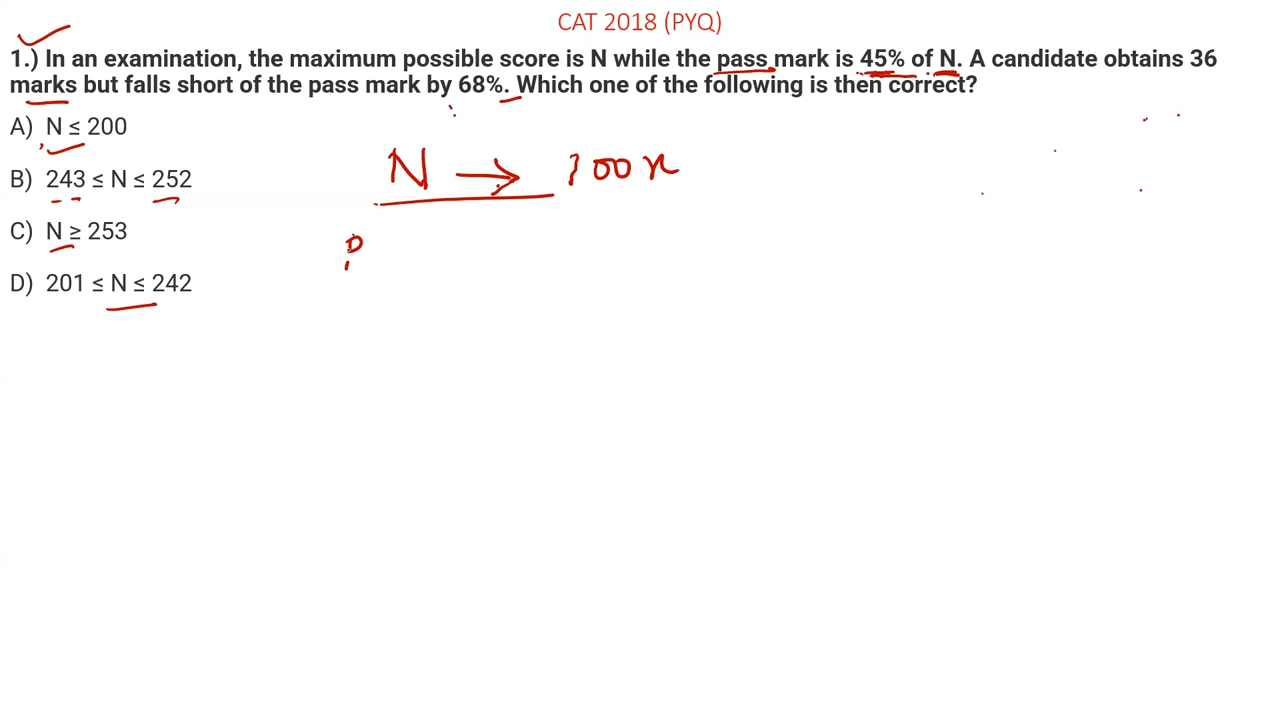 CAT 2018 (PYQ)
1.) In an examination, the maximum possible score is N while the pass mark is 45% of N. A candidate obtains 36
marks but falls short of the pass mark by 68%. Which one of the following is then correct?
A) N ≤ 200
B) 243 ≤ N ≤ 252
C) N ≥ 253
D) 201 ≤ N ≤ 242
N → 100x
P